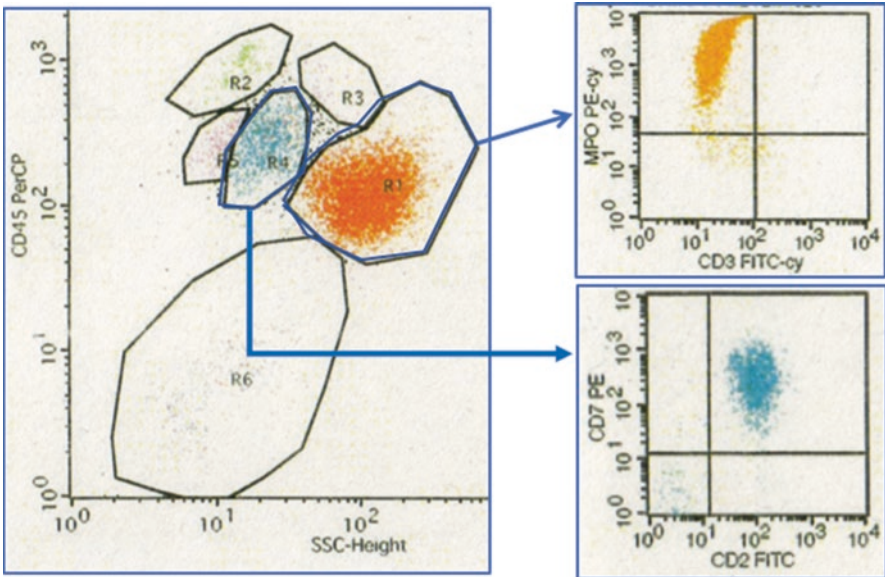 CD45 PerCP
10³
10²
10¹
10⁰
R2
R3
R5
R4
R1
R6
10⁰ 10¹ 10²
SSC-Height
MPO PE-cy
10⁴
10³
10²
10¹
10⁰
10⁰ 10¹ 10² 10³ 10⁴
CD3 FITC-cy
CD7 PE
10³
10²
10¹
10⁰
10⁰ 10¹ 10² 10³ 10⁴
CD2 FITC